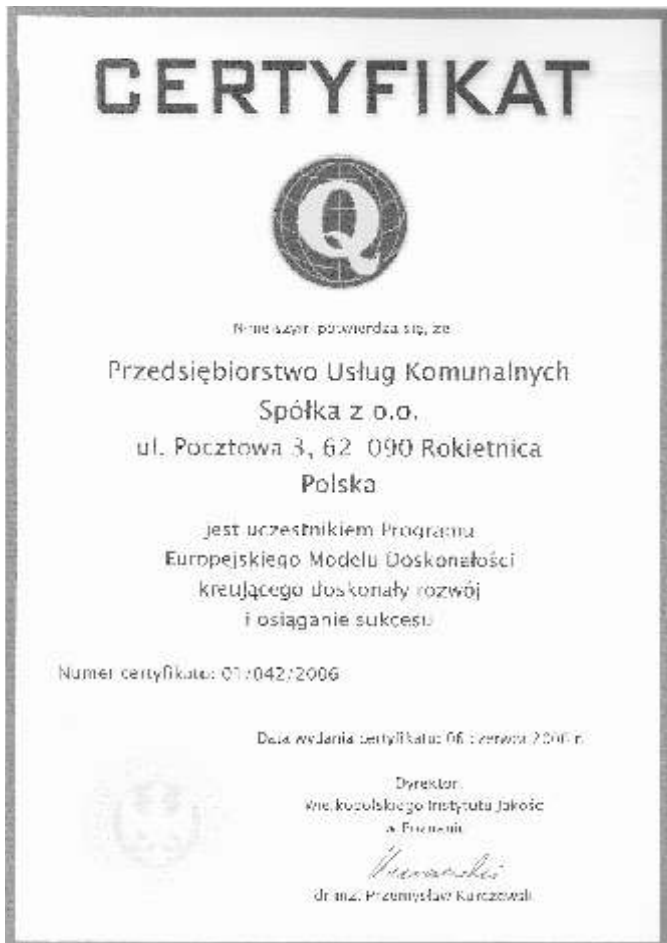 CERTYFIKAT
Q
Niniejszym potwierdza się, że
Przedsiębiorstwo Usług Komunalnych
Spółka z o.o.
ul. Pocztowa 3, 62-090 Rokietnica
Polska
jest uczestnikiem Programu
Europejskiego Modelu Doskonałości
kreującego doskonały rozwój
i osiąganie sukcesu
Numer certyfikatu: 01/042/2006
Data wydania certyfikatu: 06 czerwca 2006 r.
Dyrektor
Wielkopolskiego Instytutu Jakości
w Poznaniu
dr inż. Przemysław